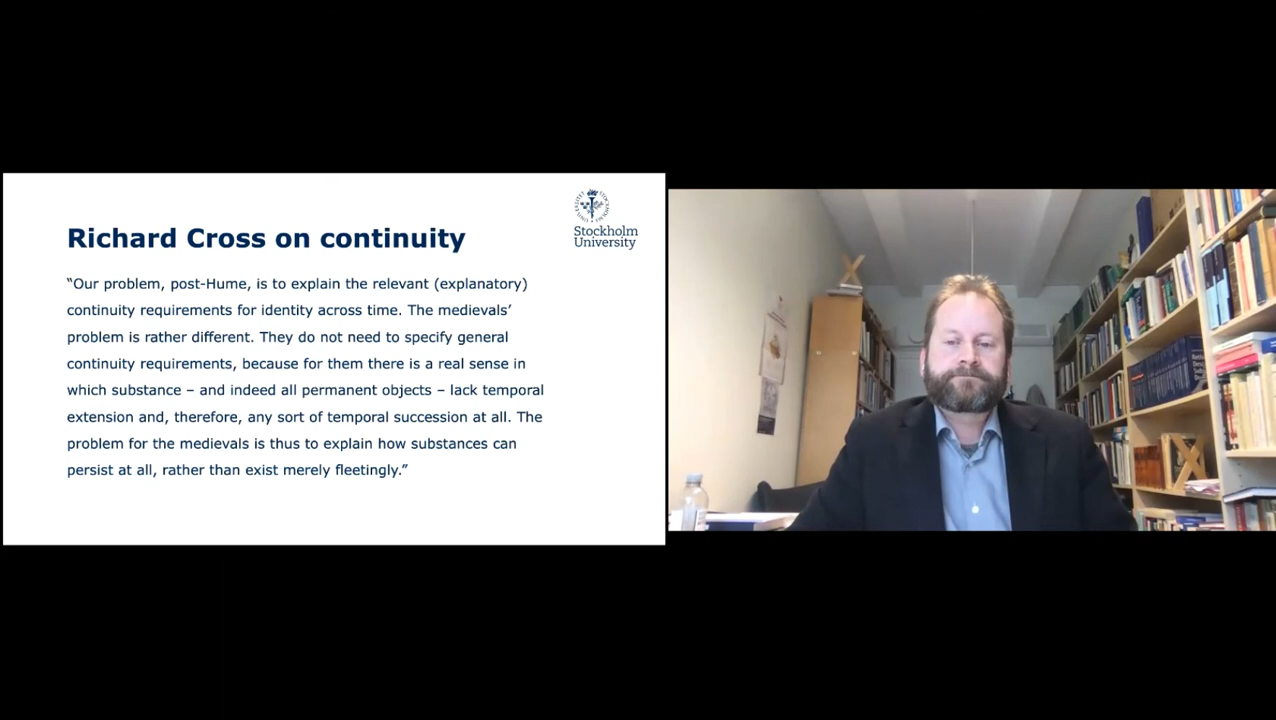 Richard Cross on continuity
Stockholm
University
“Our problem, post-Hume, is to explain the relevant (explanatory)
continuity requirements for identity across time. The medievals’
problem is rather different. They do not need to specify general
continuity requirements, because for them there is a real sense in
which substance – and indeed all permanent objects – lack temporal
extension and, therefore, any sort of temporal succession at all. The
problem for the medievals is thus to explain how substances can
persist at all, rather than exist merely fleetingly.”